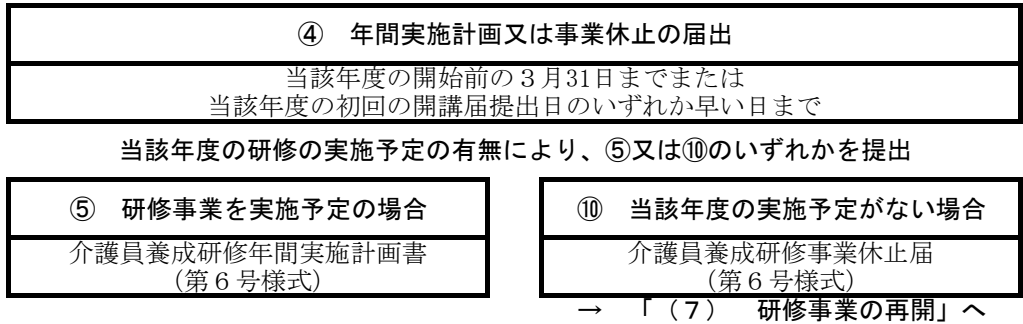 ④　年間実施計画又は事業休止の届出
当該年度の開始前の３月31日までまたは
当該年度の初回の開講届提出日のいずれか早い日まで
当該年度の研修の実施予定の有無により、⑤又は⑩のいずれかを提出
⑤　研修事業を実施予定の場合
介護員養成研修年間実施計画書
（第６号様式）
⑩　当該年度の実施予定がない場合
介護員養成研修事業休止届
（第６号様式）
→　「（７）　研修事業の再開」へ